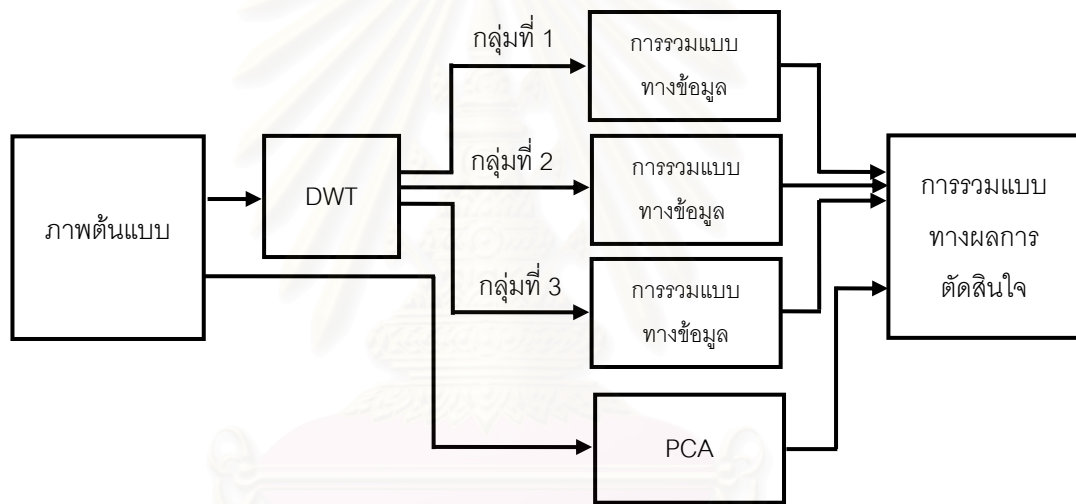 กลุ่มที่ 1
การรวมแบบ
ทางข้อมูล
ภาพต้นแบบ
DWT
กลุ่มที่ 2
การรวมแบบ
ทางข้อมูล
กลุ่มที่ 3
การรวมแบบ
ทางข้อมูล
PCA
การรวมแบบ
ทางผลการ
ตัดสินใจ